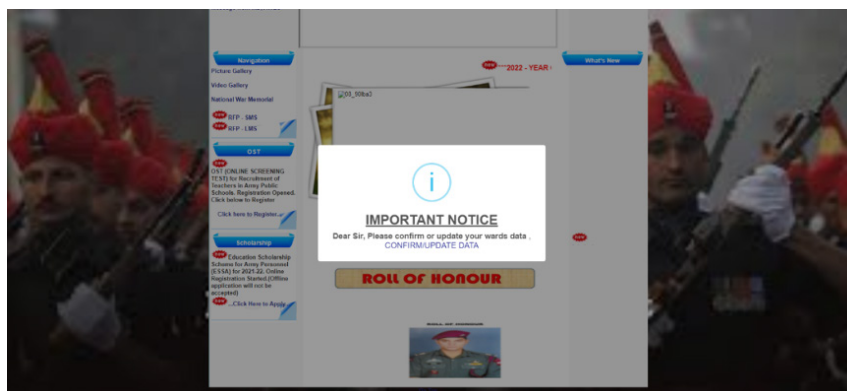 Navigation
Picture Gallery
Video Gallery
National War Memorial
RFP - SMS
RFP - LMS
OST
OST (ONLINE SCREENING
TEST) for Recruitment of
Teachers in Army Public
Schools. Registration Opened.
Click below to Register
Click here to Register...
Scholarship
Education Scholarship
Scheme for Army Personnel
(ESSA) for 2021-22. Online
Registration Started.(Offline
application will not be
accepted)
...Click Here to Apply
new ---2022 - YEAR
IMPORTANT NOTICE
Dear Sir, Please confirm or update your wards data .
CONFIRM/UPDATE DATA
ROLL OF HONOUR
ROLL OF HONOUR
What's New